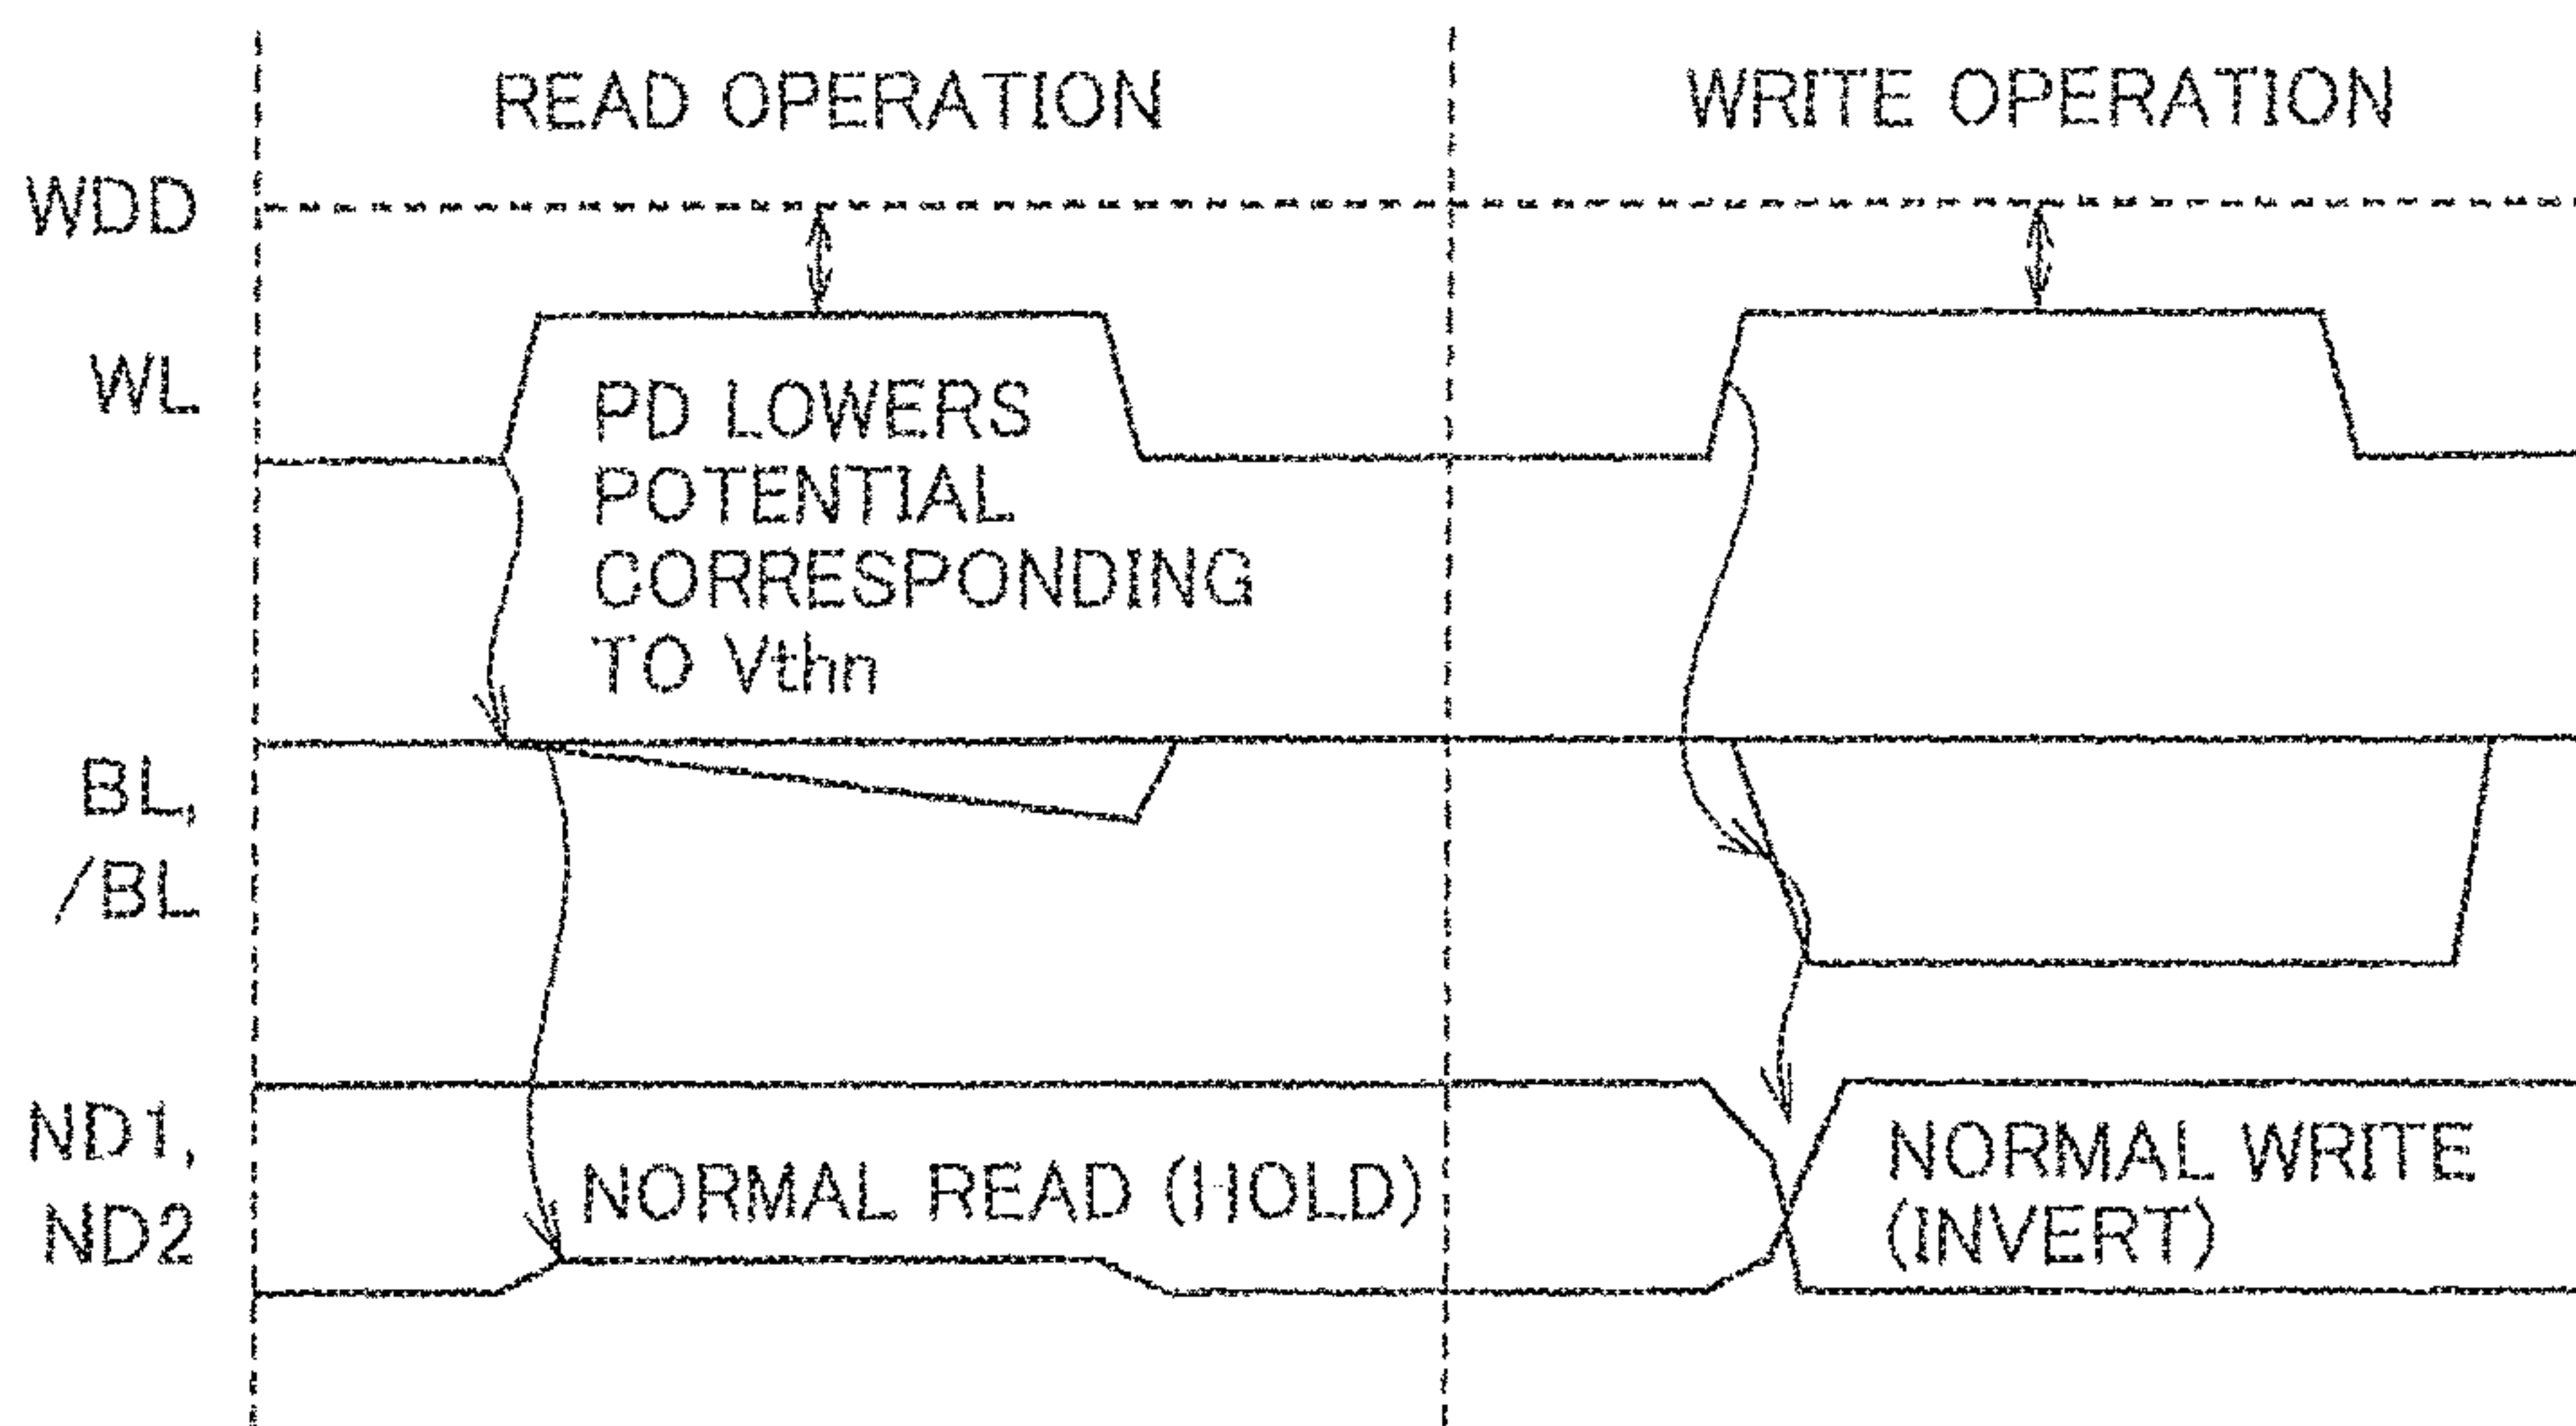 READ OPERATION
WRITE OPERATION
WDD
WL
PD LOWERS
POTENTIAL
CORRESPONDING
TO Vthn
BL,
/BL
ND1,
ND2
NORMAL READ (HOLD)
NORMAL WRITE
(INVERT)